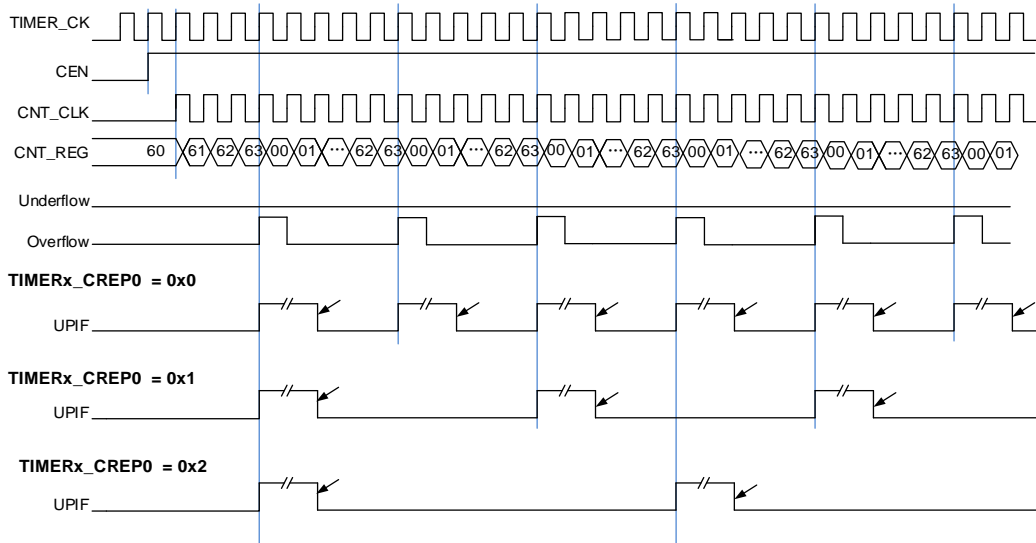 TIMER_CK
CEN
CNT_CLK
CNT_REG 60 61 62 63 00 01 ... 62 63 00 01 ... 62 63 00 01 ... 62 63 00 01 ... 62 63 00 01 ... 62 63 00 01
Underflow
Overflow
TIMERx_CREP0 = 0x0
UPIF
TIMERx_CREP0 = 0x1
UPIF
TIMERx_CREP0 = 0x2
UPIF